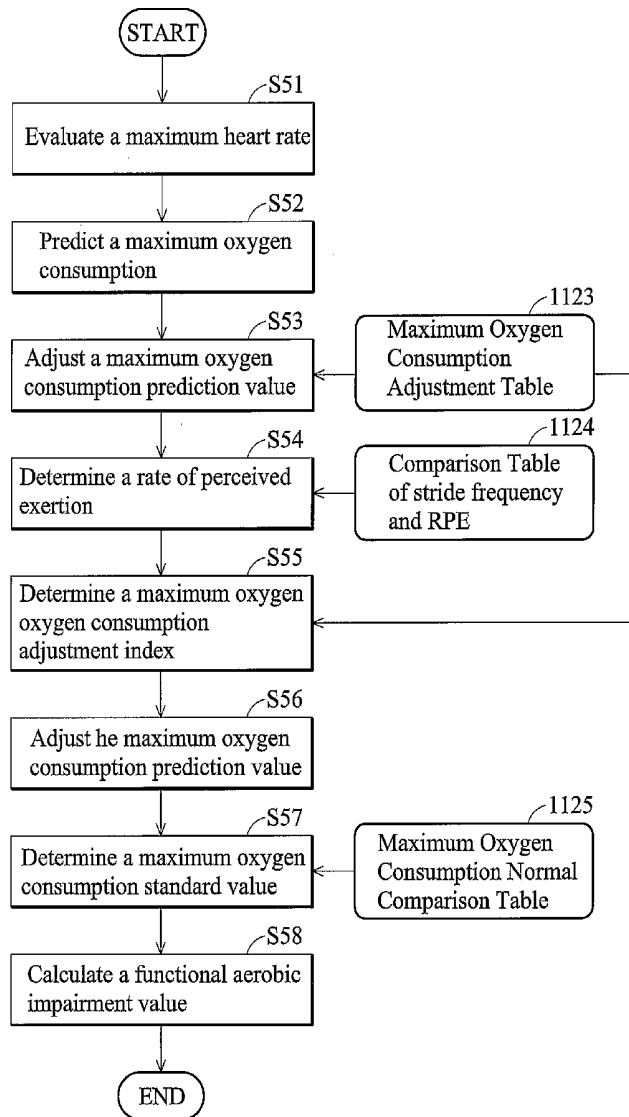 START
S51
Evaluate a maximum heart rate
S52
Predict a maximum oxygen
consumption
S53
Adjust a maximum oxygen
consumption prediction value
1123
Maximum Oxygen
Consumption
Adjustment Table
S54
Determine a rate of perceived
exertion
1124
Comparison Table
of stride frequency
and RPE
S55
Determine a maximum oxygen
oxygen consumption
adjustment index
S56
Adjust he maximum oxygen
consumption prediction value
S57
Determine a maximum oxygen
consumption standard value
1125
Maximum Oxygen
Consumption Normal
Comparison Table
S58
Calculate a functional aerobic
impairment value
END